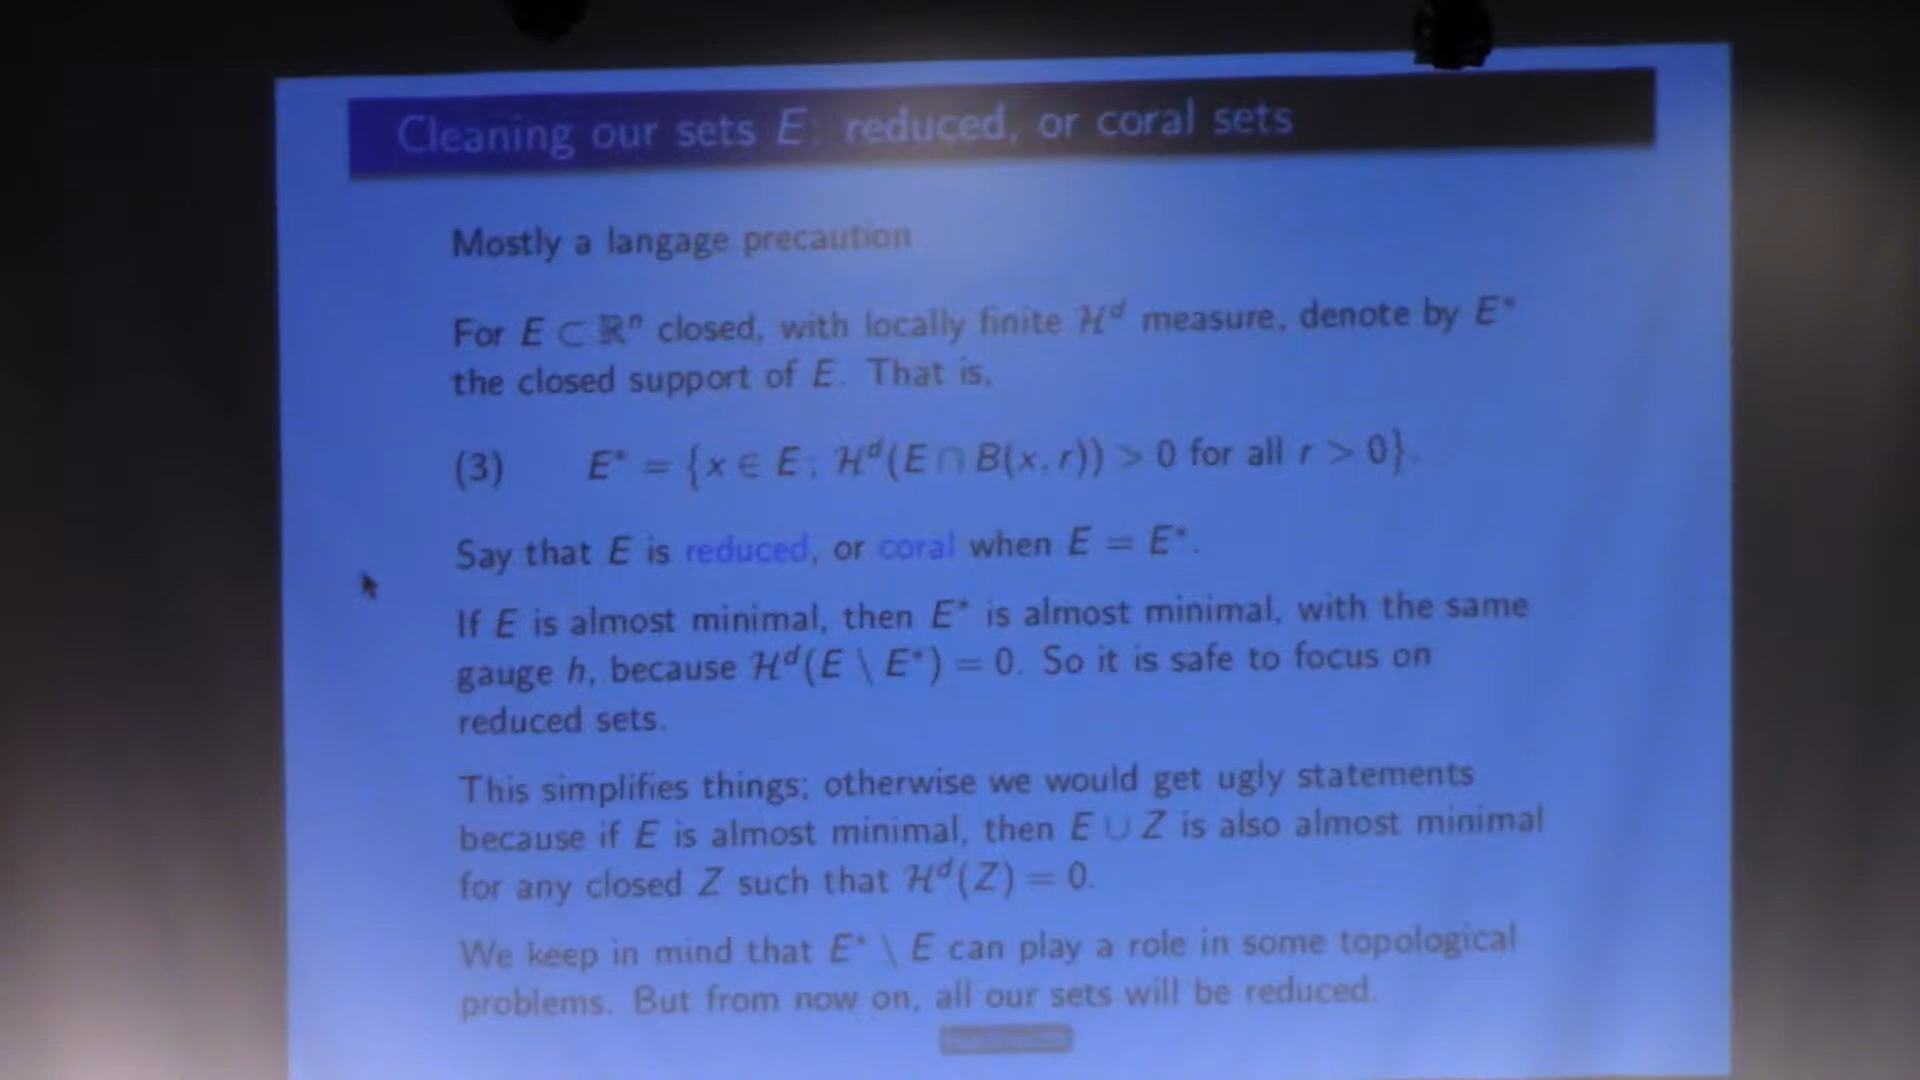 Cleaning our sets E: reduced, or coral sets
Mostly a langage precaution
For E ⊂ ℝⁿ closed, with locally finite ℋᵈ measure, denote by E*
the closed support of E. That is,
(3) E* = {x ∈ E ; ℋᵈ(E ∩ B(x, r)) > 0 for all r > 0}.
Say that E is reduced, or coral when E = E*.
If E is almost minimal, then E* is almost minimal, with the same
gauge h, because ℋᵈ(E \ E*) = 0. So it is safe to focus on
reduced sets.
This simplifies things; otherwise we would get ugly statements
because if E is almost minimal, then E ∪ Z is also almost minimal
for any closed Z such that ℋᵈ(Z) = 0.
We keep in mind that E* \ E can play a role in some topological
problems. But from now on, all our sets will be reduced.